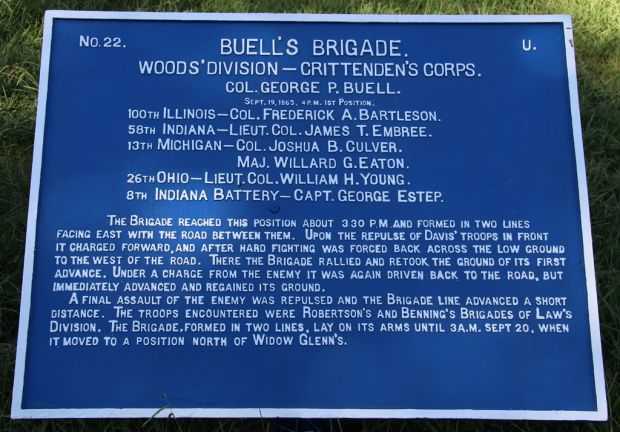 No. 22.
U.
BUELL'S BRIGADE.
WOODS' DIVISION — CRITTENDEN'S CORPS.
COL. GEORGE P. BUELL.
SEPT. 19, 1863, 4 P.M. 1ST POSITION.
100TH ILLINOIS — COL. FREDERICK A. BARTLESON.
58TH INDIANA — LIEUT. COL. JAMES T. EMBREE.
13TH MICHIGAN — COL. JOSHUA B. CULVER.
MAJ. WILLARD G. EATON.
26TH OHIO — LIEUT. COL. WILLIAM H. YOUNG.
8TH INDIANA BATTERY — CAPT. GEORGE ESTEP.
THE BRIGADE REACHED THIS POSITION ABOUT 3 30 P.M. AND FORMED IN TWO LINES
FACING EAST WITH THE ROAD BETWEEN THEM. UPON THE REPULSE OF DAVIS' TROOPS IN FRONT
IT CHARGED FORWARD, AND AFTER HARD FIGHTING WAS FORCED BACK ACROSS THE LOW GROUND
TO THE WEST OF THE ROAD. THERE THE BRIGADE RALLIED AND RETOOK THE GROUND OF ITS FIRST
ADVANCE. UNDER A CHARGE FROM THE ENEMY IT WAS AGAIN DRIVEN BACK TO THE ROAD, BUT
IMMEDIATELY ADVANCED AND REGAINED ITS GROUND.
A FINAL ASSAULT OF THE ENEMY WAS REPULSED AND THE BRIGADE LINE ADVANCED A SHORT
DISTANCE. THE TROOPS ENCOUNTERED WERE ROBERTSON'S AND BENNING'S BRIGADES OF LAW'S
DIVISION. THE BRIGADE, FORMED IN TWO LINES, LAY ON ITS ARMS UNTIL 3 A.M. SEPT 20, WHEN
IT MOVED TO A POSITION NORTH OF WIDOW GLENN'S.